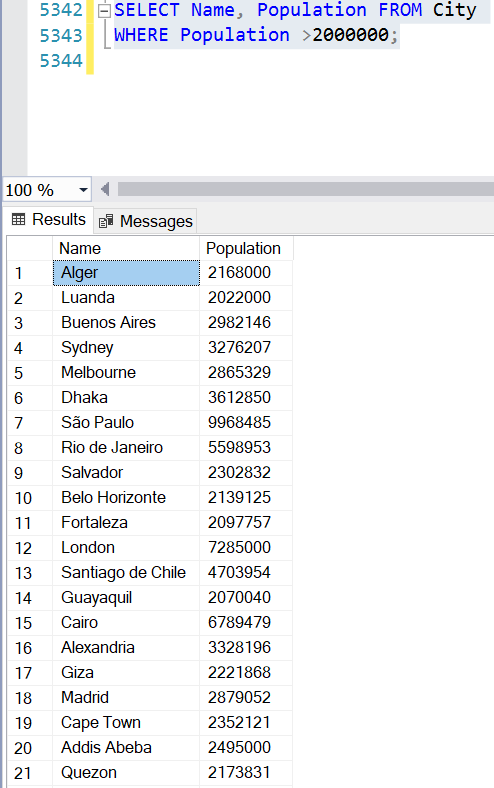 5342 SELECT Name, Population FROM City
5343 WHERE Population >2000000;
5344
100 %
Results Messages
Name Population
1 Alger 2168000
2 Luanda 2022000
3 Buenos Aires 2982146
4 Sydney 3276207
5 Melbourne 2865329
6 Dhaka 3612850
7 São Paulo 9968485
8 Rio de Janeiro 5598953
9 Salvador 2302832
10 Belo Horizonte 2139125
11 Fortaleza 2097757
12 London 7285000
13 Santiago de Chile 4703954
14 Guayaquil 2070040
15 Cairo 6789479
16 Alexandria 3328196
17 Giza 2221868
18 Madrid 2879052
19 Cape Town 2352121
20 Addis Abeba 2495000
21 Quezon 2173831